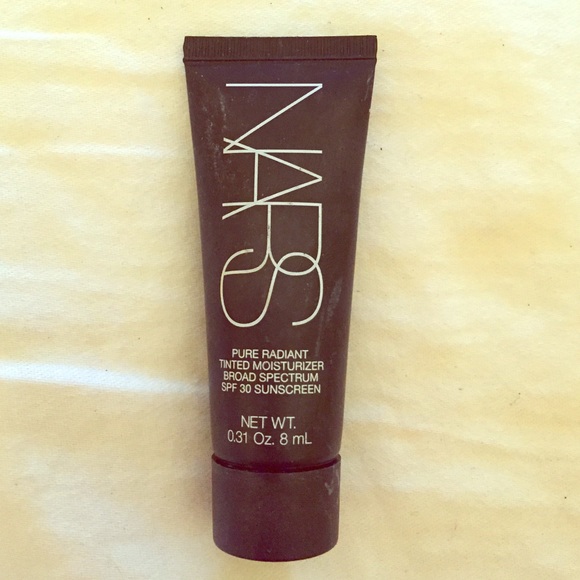 NARS
PURE RADIANT
TINTED MOISTURIZER
BROAD SPECTRUM
SPF 30 SUNSCREEN
NET WT.
0.31 Oz. 8 mL